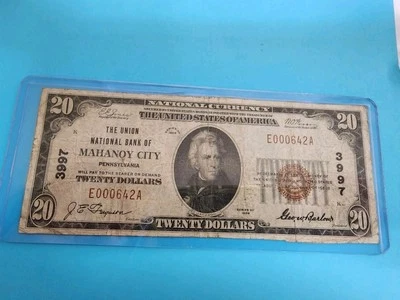 NATIONAL CURRENCY
THE UNITED STATES OF AMERICA
20
20
THE UNION
NATIONAL BANK OF
MAHANOY CITY
PENNSYLVANIA
WILL PAY TO THE BEARER ON DEMAND
TWENTY DOLLARS
E000642A
E000642A
3997
3997
20
TWENTY DOLLARS
20